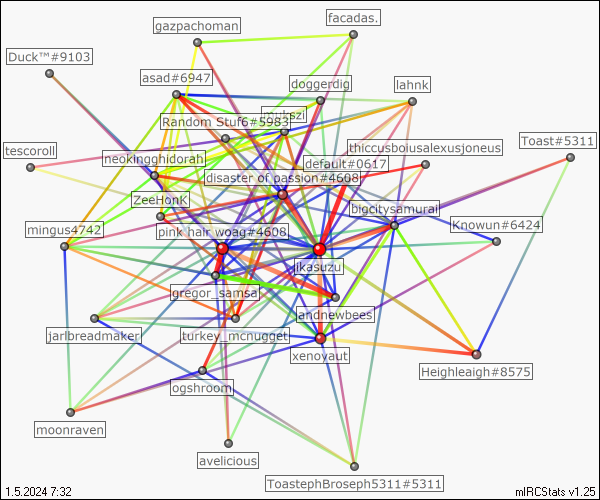 facadas.
gazpachoman
Duck™#9103
asad#6947
doggerdig
lahnk
Random Stuf6#5983
Toast#5311
thiccusboiusalexusjoneus
tescoroll
neokingghidorah
default#0617
disaster of passion#4608
ZeeHonk
bigcitysamurai
mingus4742
pink hair woag#4608
Knowun#6424
ikasuzu
gregor_samsa
andnewbees
jarlbreadmaker
turkey_mcnugget
xenoyaut
Heighleaigh#8575
ogshroom
moonraven
avelicious
ToastephBroseph5311#5311
1.5.2024 7:32
mIRCStats v1.25